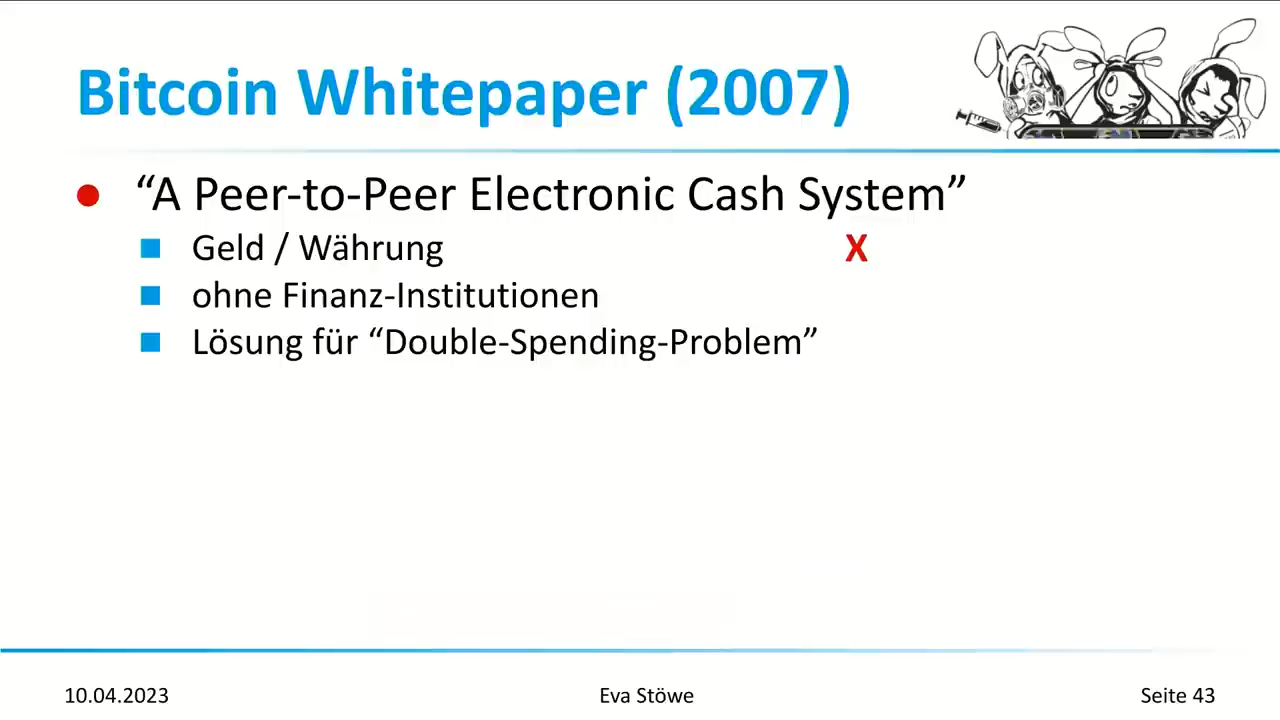 Bitcoin Whitepaper (2007)
“A Peer-to-Peer Electronic Cash System”
Geld / Währung X
ohne Finanz-Institutionen
Lösung für “Double-Spending-Problem”
10.04.2023 Eva Stöwe Seite 43